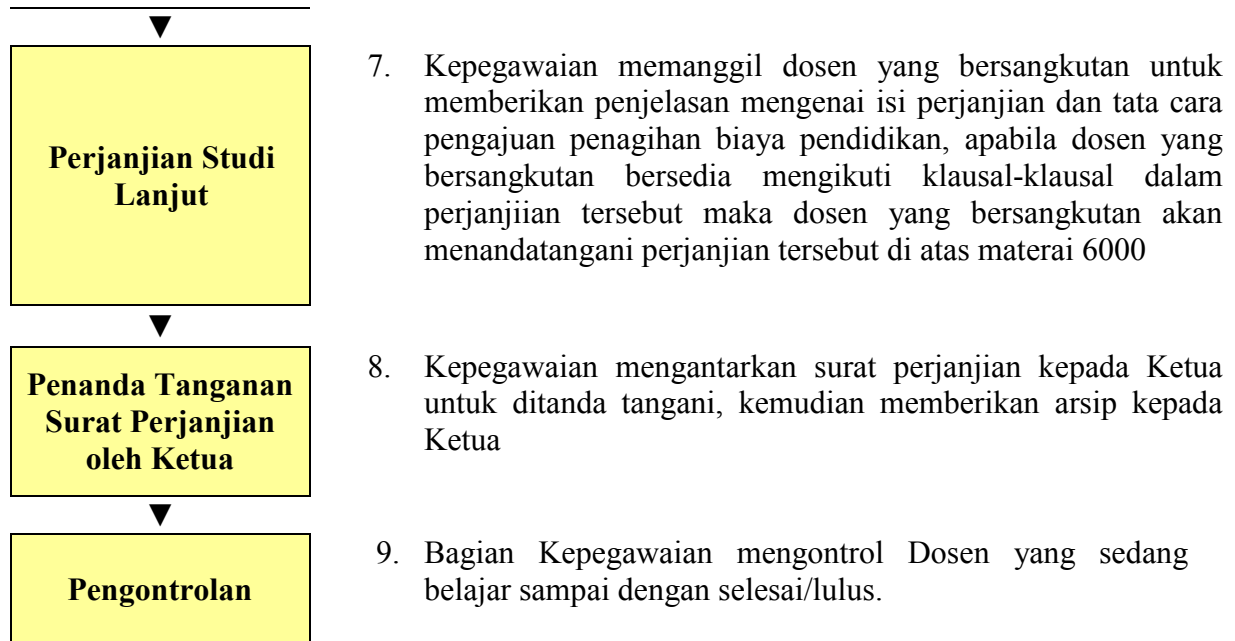 ▼
Perjanjian Studi
Lanjut
7. Kepegawaian memanggil dosen yang bersangkutan untuk
memberikan penjelasan mengenai isi perjanjian dan tata cara
pengajuan penagihan biaya pendidikan, apabila dosen yang
bersangkutan bersedia mengikuti klausal-klausal dalam
perjanjiian tersebut maka dosen yang bersangkutan akan
menandatangani perjanjian tersebut di atas materai 6000
▼
Penanda Tanganan
Surat Perjanjian
oleh Ketua
8. Kepegawaian mengantarkan surat perjanjian kepada Ketua
untuk ditanda tangani, kemudian memberikan arsip kepada
Ketua
▼
Pengontrolan
9. Bagian Kepegawaian mengontrol Dosen yang sedang
belajar sampai dengan selesai/lulus.